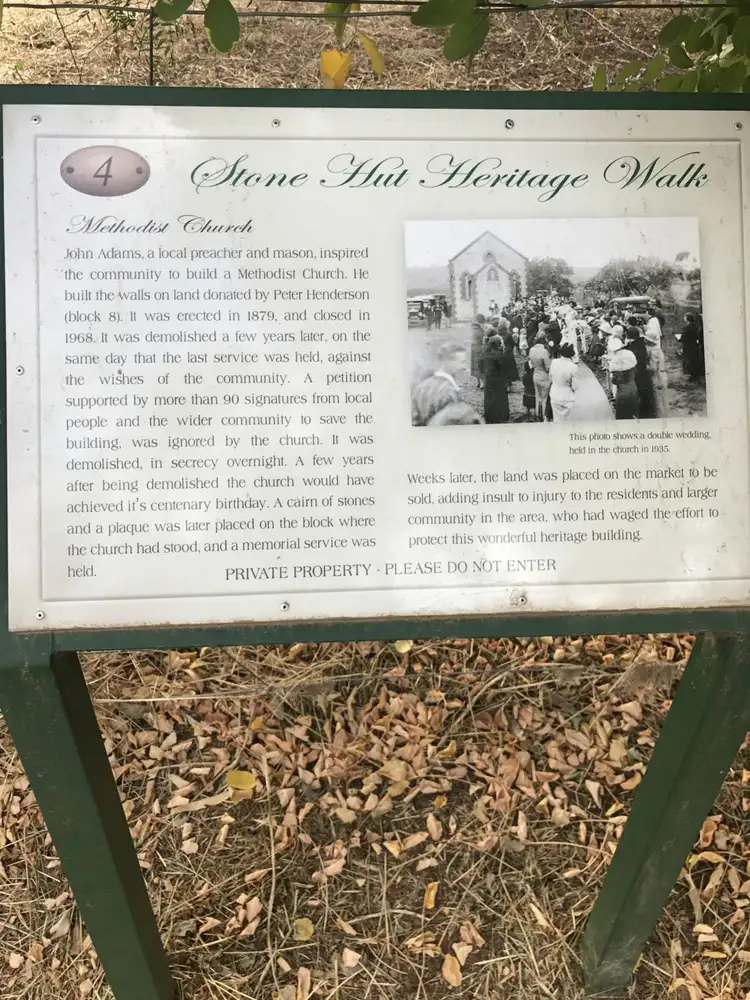 4
Stone Hut Heritage Walk
Methodist Church
John Adams, a local preacher and mason, inspired
the community to build a Methodist Church. He
built the walls on land donated by Peter Henderson
(block 8). It was erected in 1879, and closed in
1968. It was demolished a few years later, on the
same day that the last service was held, against
the wishes of the community. A petition
supported by more than 90 signatures from local
people and the wider community to save the
building, was ignored by the church. It was
demolished, in secrecy overnight. A few years
after being demolished the church would have
achieved it's centenary birthday. A cairn of stones
and a plaque was later placed on the block where
the church had stood, and a memorial service was
held.
This photo shows a double wedding,
held in the church in 1935.
Weeks later, the land was placed on the market to be
sold, adding insult to injury to the residents and larger
community in the area, who had waged the effort to
protect this wonderful heritage building.
PRIVATE PROPERTY - PLEASE DO NOT ENTER